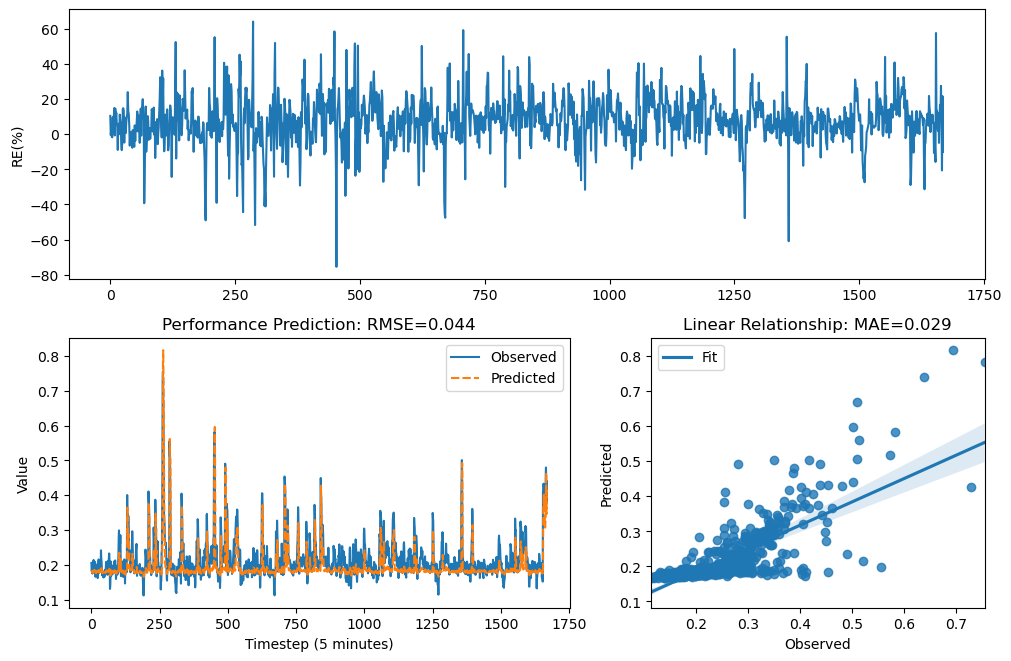 RE(%)
60
40
20
0
−20
−40
−60
−80
0 250 500 750 1000 1250 1500 1750
Performance Prediction: RMSE=0.044
Value
0.8
0.7
0.6
0.5
0.4
0.3
0.2
0.1
Observed
Predicted
0 250 500 750 1000 1250 1500 1750
Timestep (5 minutes)
Linear Relationship: MAE=0.029
Predicted
0.8
0.7
0.6
0.5
0.4
0.3
0.2
0.1
Fit
0.2 0.3 0.4 0.5 0.6 0.7
Observed